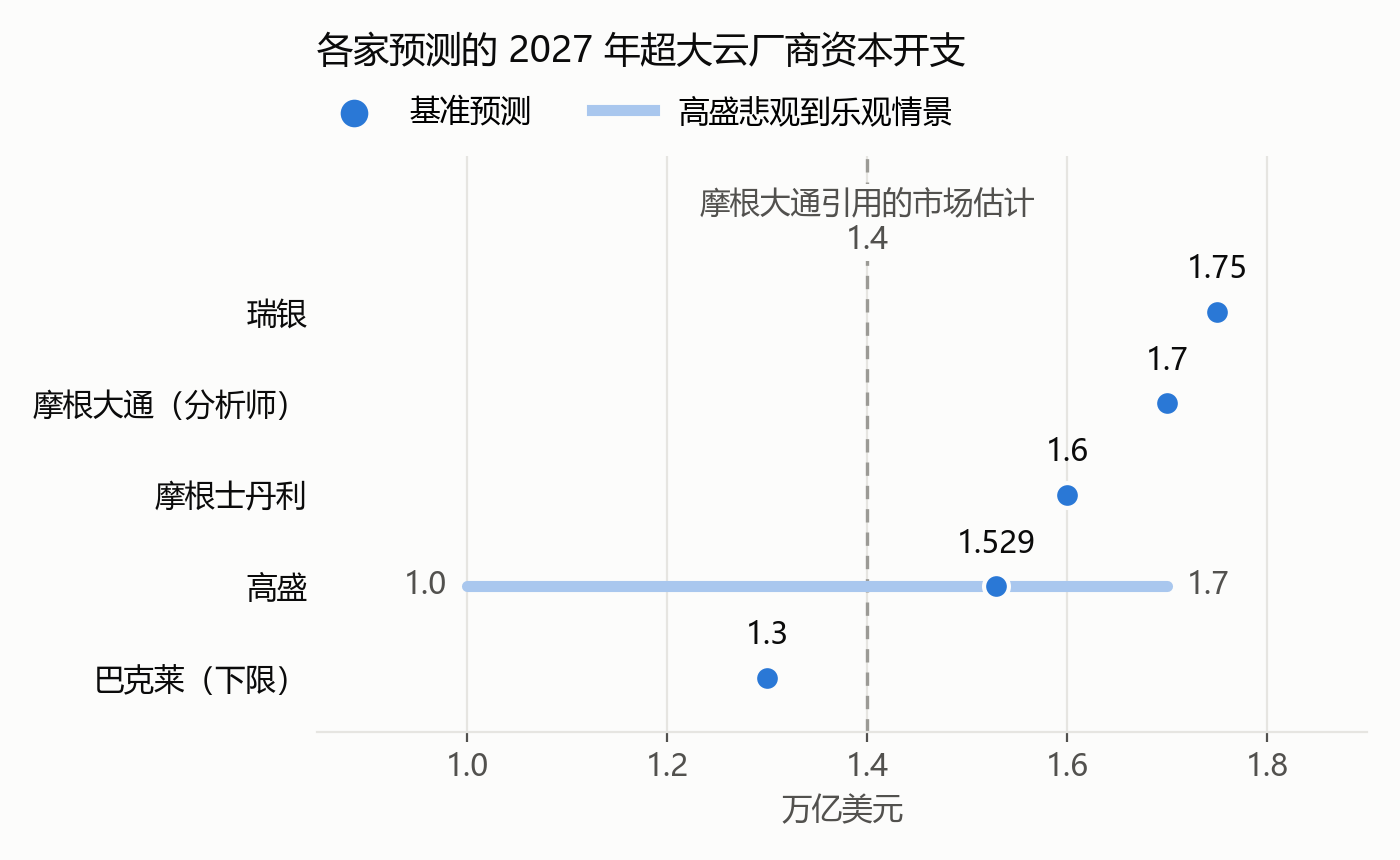 各家预测的 2027 年超大云厂商资本开支
基准预测 高盛悲观到乐观情景
摩根大通引用的市场估计
1.4
1.75
瑞银
1.7
摩根大通（分析师）
1.6
摩根士丹利
1.529
高盛 1.0 1.7
1.3
巴克莱（下限）
1.0 1.2 1.4 1.6 1.8
万亿美元